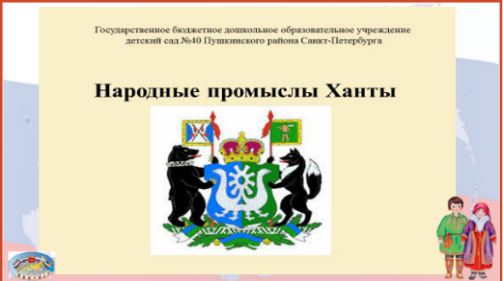 Государственное бюджетное дошкольное образовательное учреждение
детский сад №40 Пушкинского района Санкт-Петербурга
Народные промыслы Ханты